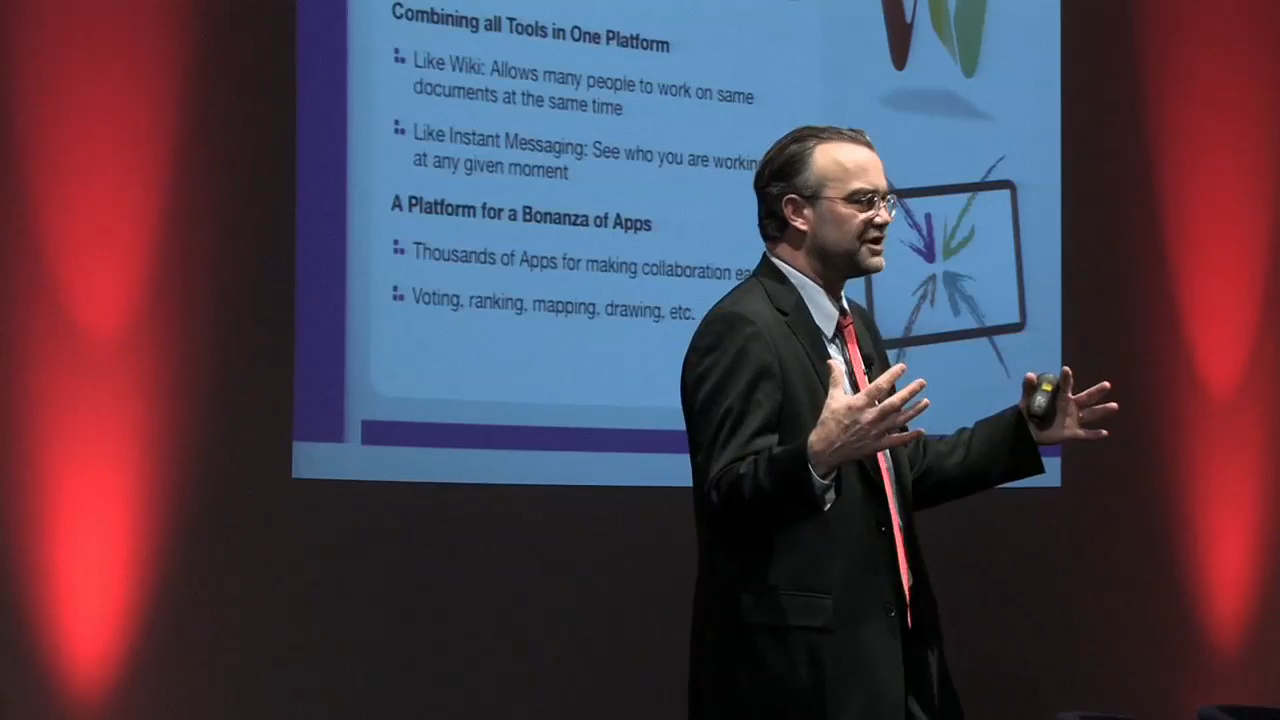 Combining all Tools in One Platform
Like Wiki: Allows many people to work on same
documents at the same time
Like Instant Messaging: See who you are working
at any given moment
A Platform for a Bonanza of Apps
Thousands of Apps for making collaboration ea
Voting, ranking, mapping, drawing, etc.